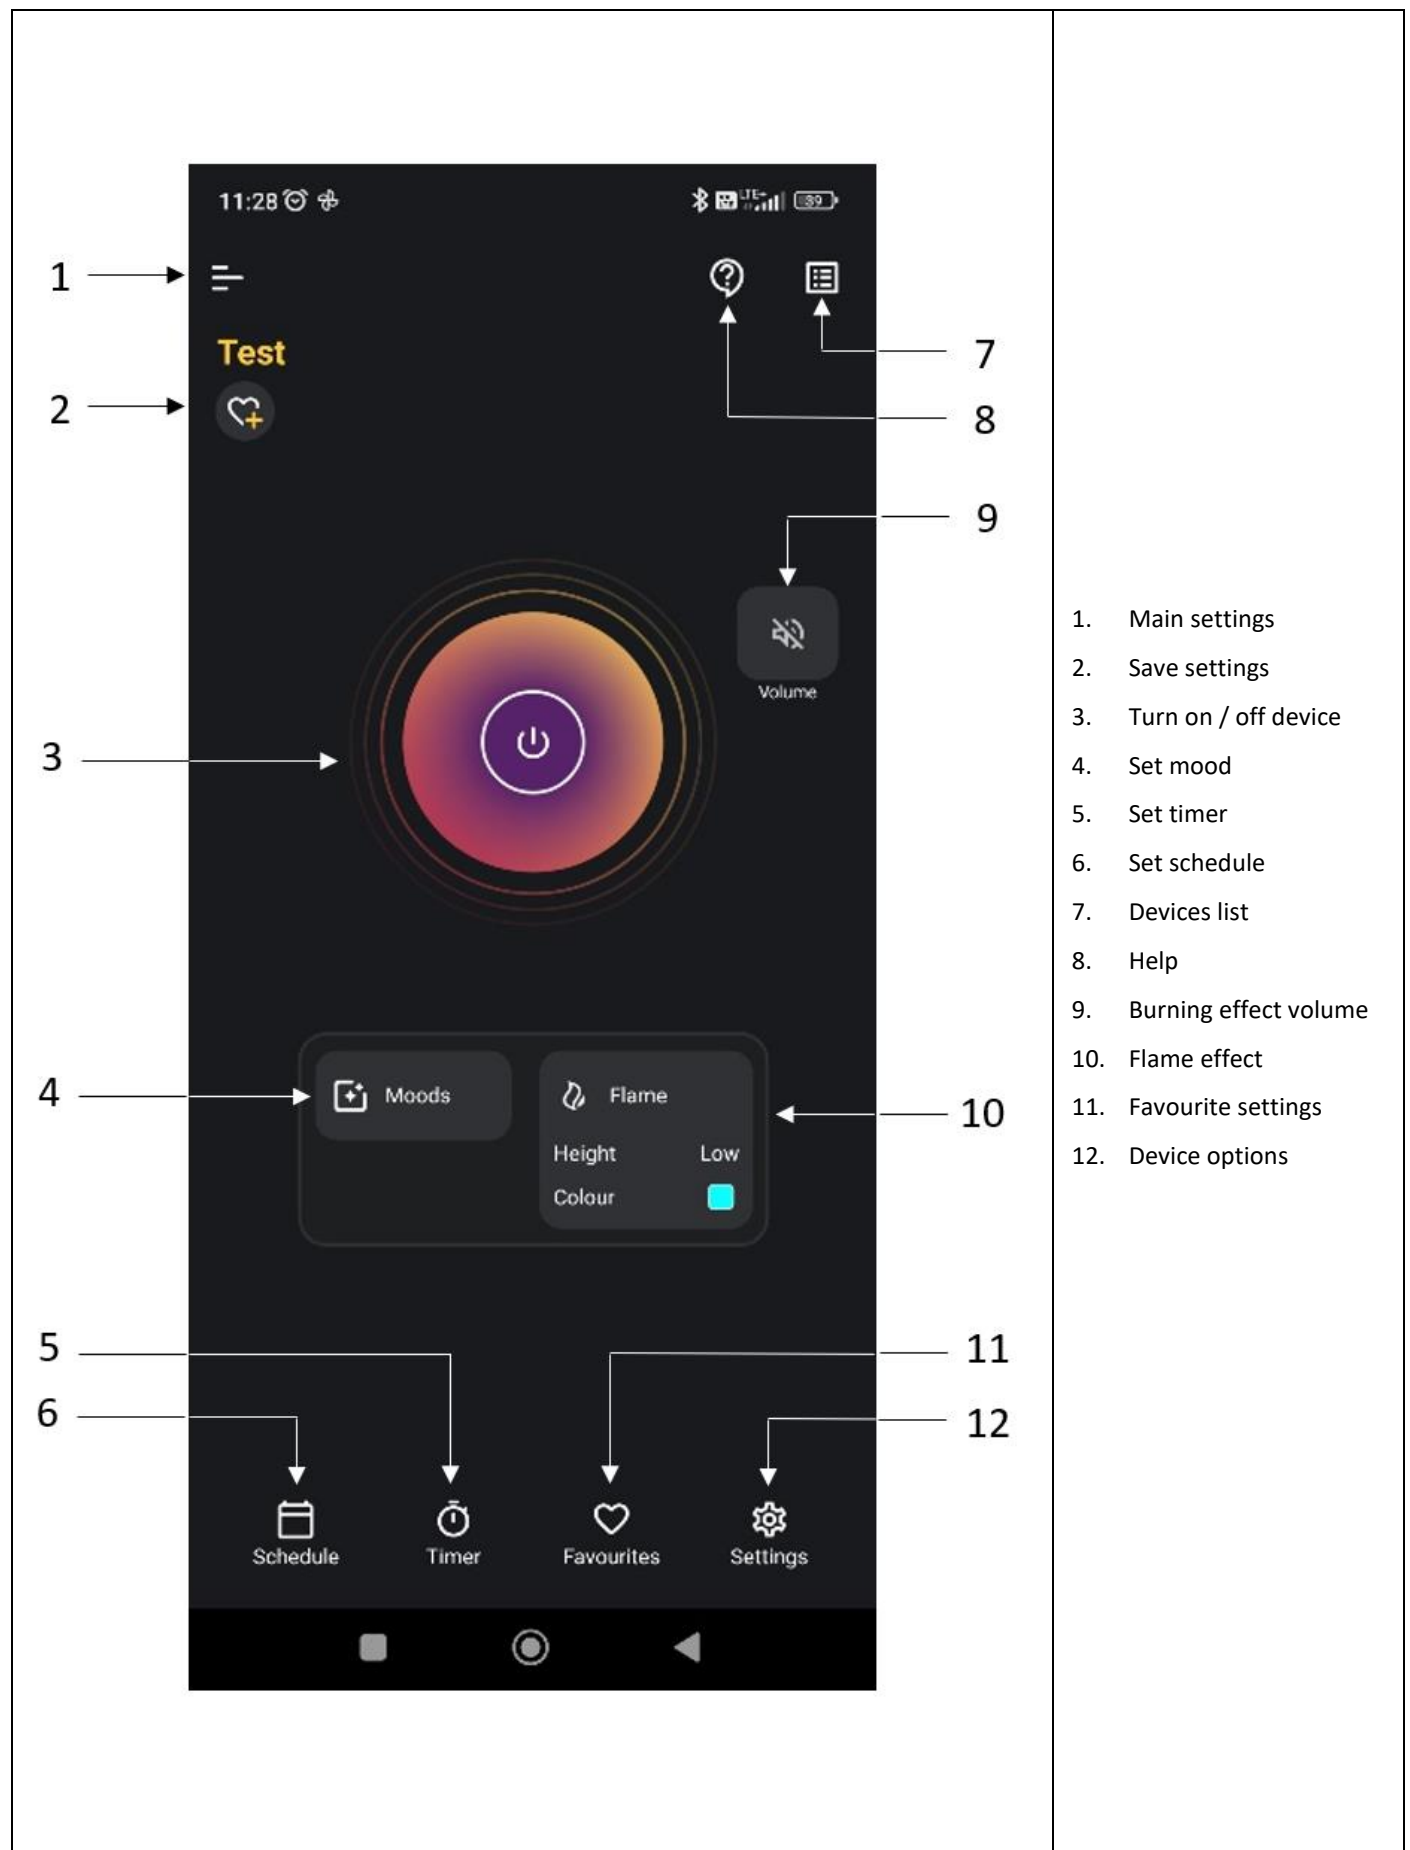 11:28
LTE+
39
1
Test
2
7
8
9
Volume
3
4
Moods
Flame
Height Low
Colour
10
5
6
11
12
Schedule
Timer
Favourites
Settings
1. Main settings
2. Save settings
3. Turn on / off device
4. Set mood
5. Set timer
6. Set schedule
7. Devices list
8. Help
9. Burning effect volume
10. Flame effect
11. Favourite settings
12. Device options